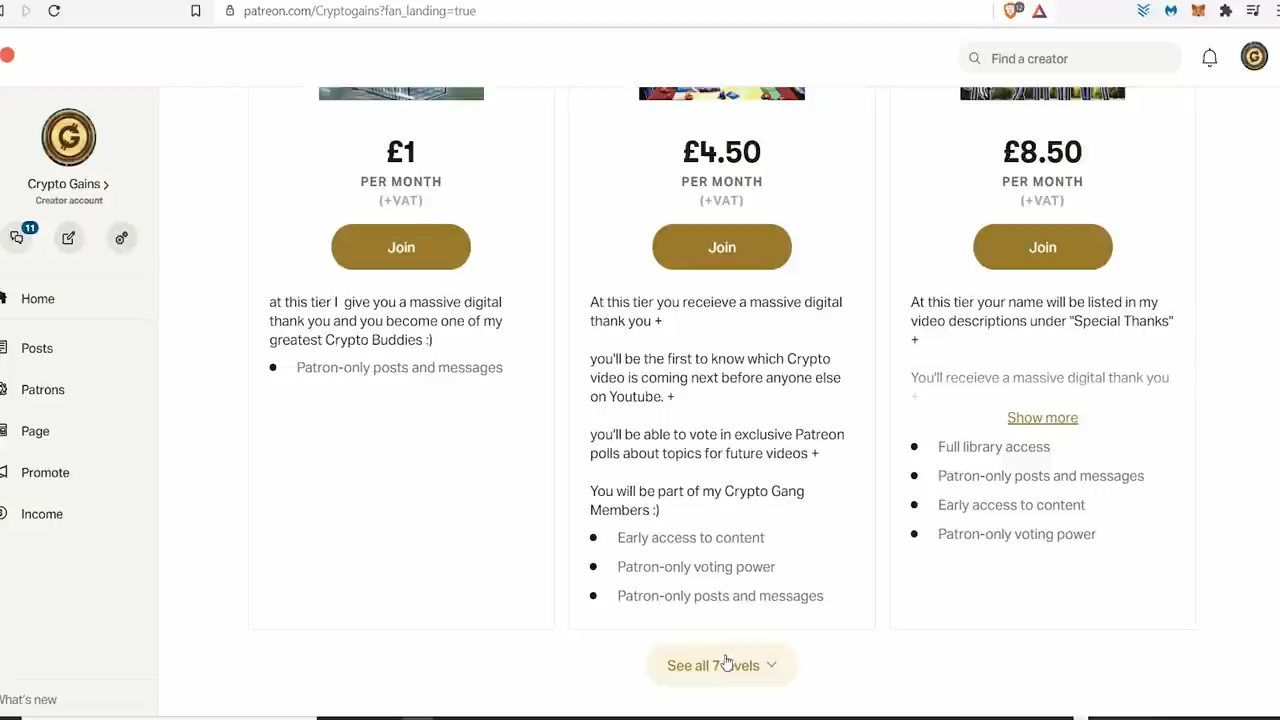 patreon.com/Cryptogains?fan_landing=true
Find a creator
Crypto Gains
Creator account
11
Home
Posts
Patrons
Page
Promote
Income
What's new
£1
PER MONTH
(+VAT)
Join
at this tier I give you a massive digital
thank you and you become one of my
greatest Crypto Buddies :)
Patron-only posts and messages
£4.50
PER MONTH
(+VAT)
Join
At this tier you receieve a massive digital
thank you +
you'll be the first to know which Crypto
video is coming next before anyone else
on Youtube. +
you'll be able to vote in exclusive Patreon
polls about topics for future videos +
You will be part of my Crypto Gang
Members :)
Early access to content
Patron-only voting power
Patron-only posts and messages
£8.50
PER MONTH
(+VAT)
Join
At this tier your name will be listed in my
video descriptions under "Special Thanks"
+
You'll receieve a massive digital thank you
+
Show more
Full library access
Patron-only posts and messages
Early access to content
Patron-only voting power
See all 7 levels